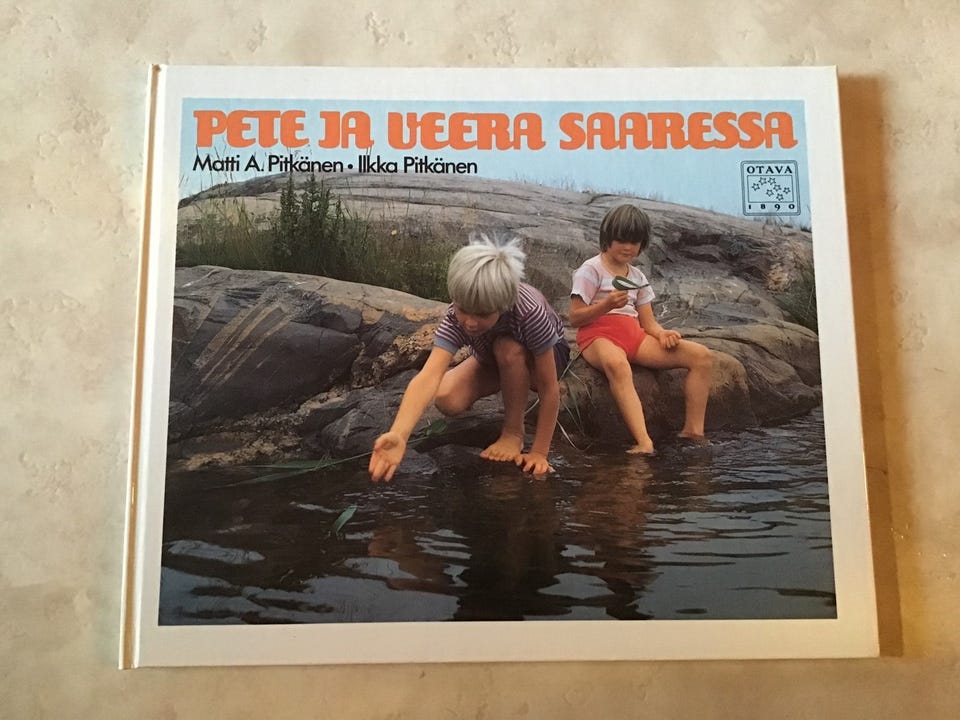 PETE JA VEERA SAARESSA
Matti A. Pitkänen • Ilkka Pitkänen
OTAVA
1890